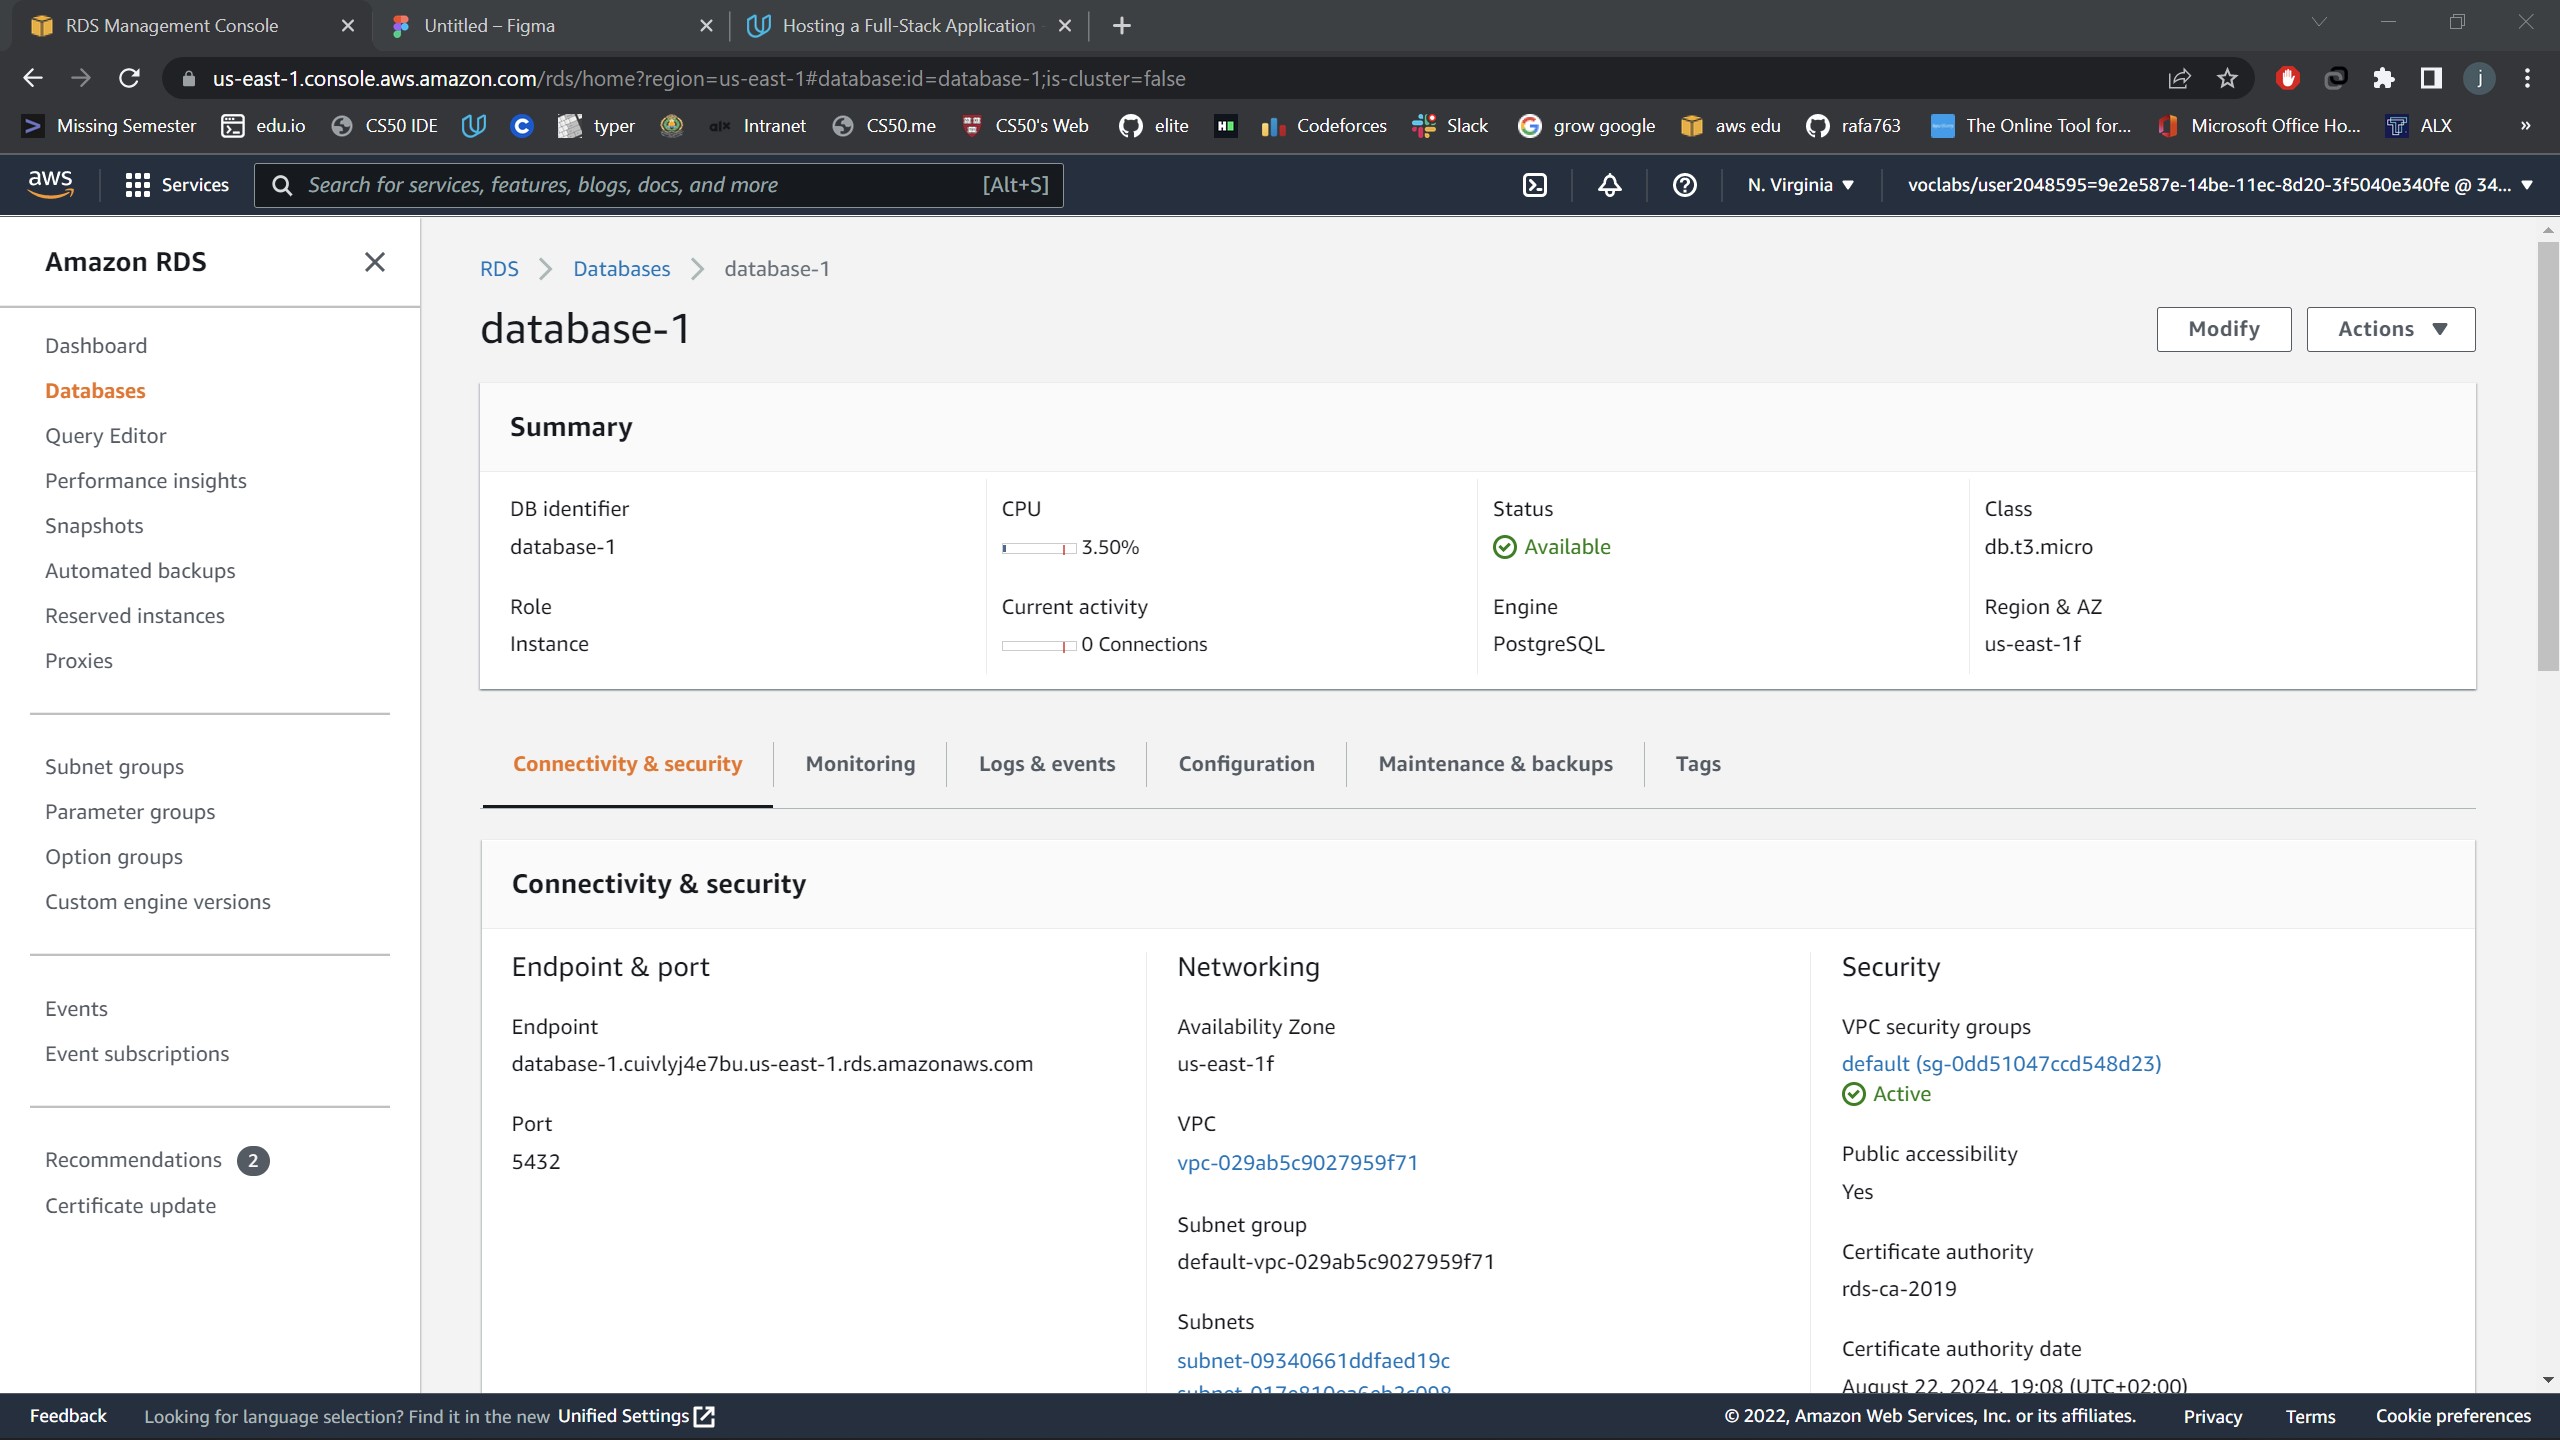 RDS Management Console
Untitled – Figma
Hosting a Full-Stack Application
us-east-1.console.aws.amazon.com/rds/home?region=us-east-1#database:id=database-1;is-cluster=false
j
Missing Semester
edu.io
CS50 IDE
typer
alx Intranet
CS50.me
CS50's Web
elite
Codeforces
Slack
grow google
aws edu
rafa763
The Online Tool for...
Microsoft Office Ho...
ALX
»
aws
Services
Search for services, features, blogs, docs, and more
[Alt+S]
N. Virginia
voclabs/user2048595=9e2e587e-14be-11ec-8d20-3f5040e340fe @ 34...
Amazon RDS
Dashboard
Databases
Query Editor
Performance insights
Snapshots
Automated backups
Reserved instances
Proxies
Subnet groups
Parameter groups
Option groups
Custom engine versions
Events
Event subscriptions
Recommendations 2
Certificate update
RDS > Databases > database-1
database-1
Modify
Actions
Summary
DB identifier
database-1
CPU
3.50%
Status
Available
Class
db.t3.micro
Role
Instance
Current activity
0 Connections
Engine
PostgreSQL
Region & AZ
us-east-1f
Connectivity & security
Monitoring
Logs & events
Configuration
Maintenance & backups
Tags
Connectivity & security
Endpoint & port
Endpoint
database-1.cuivlyj4e7bu.us-east-1.rds.amazonaws.com
Port
5432
Networking
Availability Zone
us-east-1f
VPC
vpc-029ab5c9027959f71
Subnet group
default-vpc-029ab5c9027959f71
Subnets
subnet-09340661ddfaed19c
Security
VPC security groups
default (sg-0dd51047ccd548d23)
Active
Public accessibility
Yes
Certificate authority
rds-ca-2019
Certificate authority date
August 22, 2024, 19:08 (UTC+02:00)
Feedback
Looking for language selection? Find it in the new Unified Settings
© 2022, Amazon Web Services, Inc. or its affiliates.
Privacy
Terms
Cookie preferences